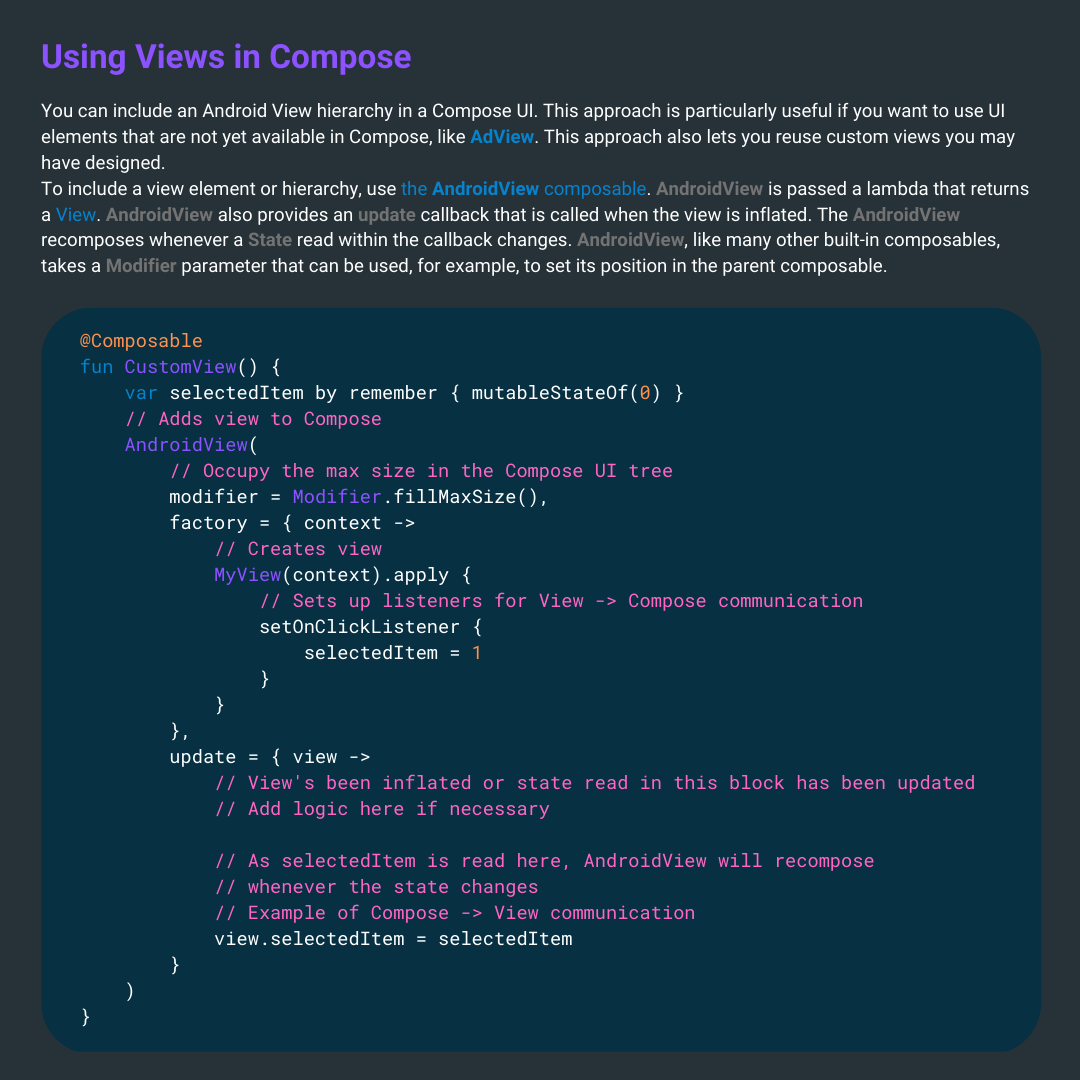 Using Views in Compose
You can include an Android View hierarchy in a Compose UI. This approach is particularly useful if you want to use UI
elements that are not yet available in Compose, like AdView. This approach also lets you reuse custom views you may
have designed.
To include a view element or hierarchy, use the AndroidView composable. AndroidView is passed a lambda that returns
a View. AndroidView also provides an update callback that is called when the view is inflated. The AndroidView
recomposes whenever a State read within the callback changes. AndroidView, like many other built-in composables,
takes a Modifier parameter that can be used, for example, to set its position in the parent composable.
@Composable
fun CustomView() {
    var selectedItem by remember { mutableStateOf(0) }
    // Adds view to Compose
    AndroidView(
        // Occupy the max size in the Compose UI tree
        modifier = Modifier.fillMaxSize(),
        factory = { context ->
            // Creates view
            MyView(context).apply {
                // Sets up listeners for View -> Compose communication
                setOnClickListener {
                    selectedItem = 1
                }
            }
        },
        update = { view ->
            // View's been inflated or state read in this block has been updated
            // Add logic here if necessary
            // As selectedItem is read here, AndroidView will recompose
            // whenever the state changes
            // Example of Compose -> View communication
            view.selectedItem = selectedItem
        }
    )
}